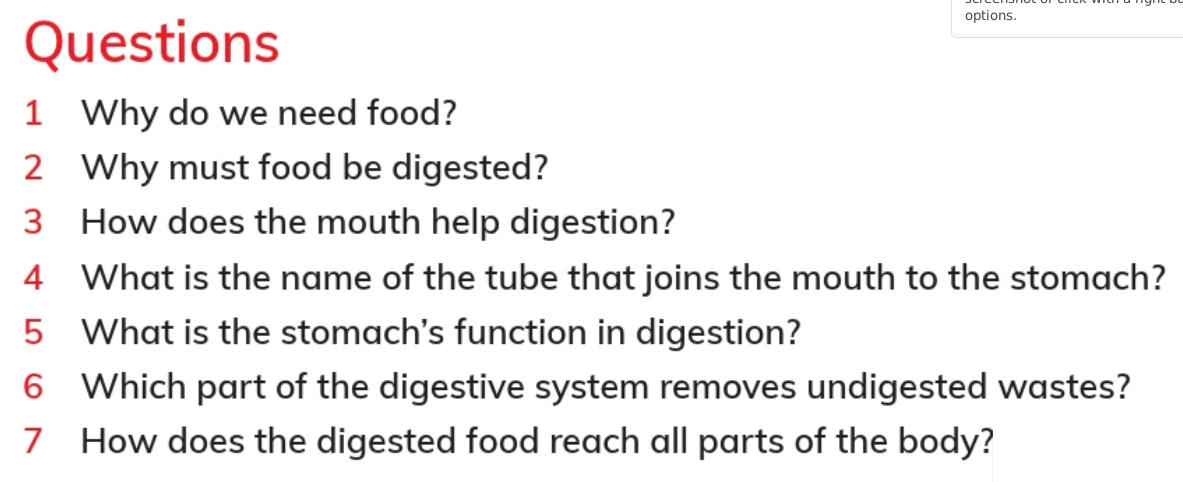 options.
Questions
1 Why do we need food?
2 Why must food be digested?
3 How does the mouth help digestion?
4 What is the name of the tube that joins the mouth to the stomach?
5 What is the stomach’s function in digestion?
6 Which part of the digestive system removes undigested wastes?
7 How does the digested food reach all parts of the body?